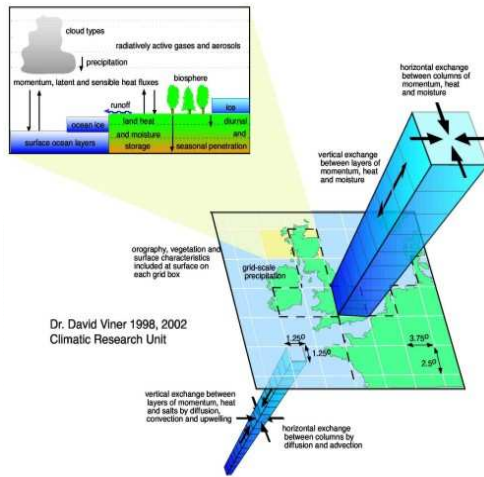 cloud types
radiatively active gases and aerosols
precipitation
momentum, latent and sensible heat fluxes
biosphere
runoff
ice
ocean ice
land heat
and moisture
storage
diurnal
and
seasonal penetration
surface ocean layers
horizontal exchange
between columns of
momentum, heat
and moisture
vertical exchange
between layers of
momentum, heat
and moisture
orography, vegetation and
surface characteristics
included at surface on
each grid box
grid-scale
precipitation
Dr. David Viner 1998, 2002
Climatic Research Unit
1.25°
1.25°
3.75°
2.5°
vertical exchange between
layers of momentum, heat
and salts by diffusion,
convection and upwelling
horizontal exchange
between columns by
diffusion and advection